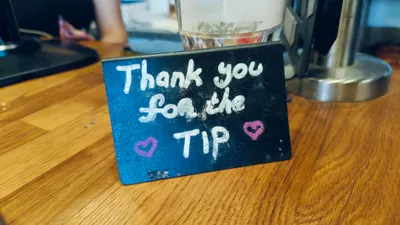 Thank you
for the
TIP